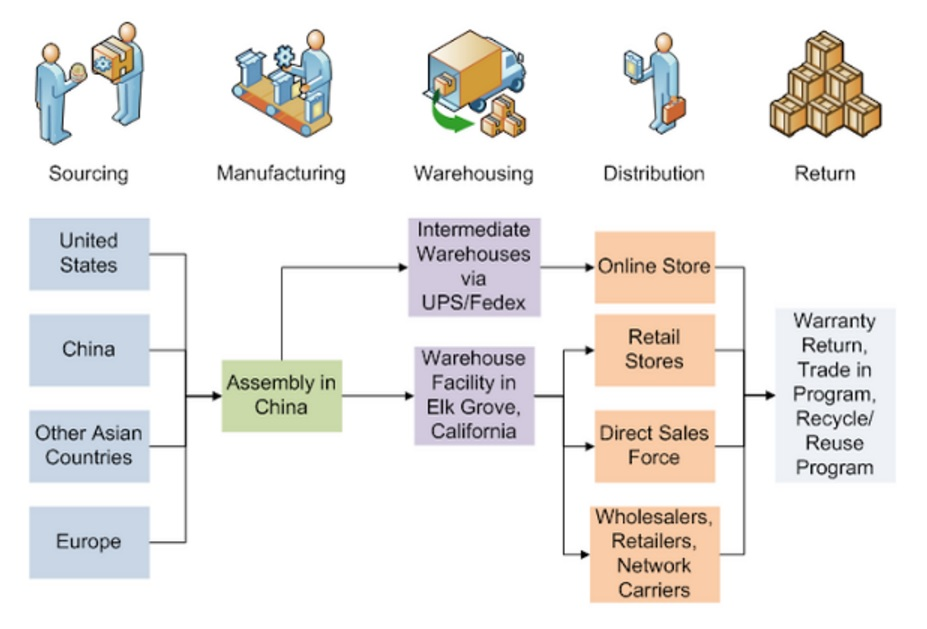 Sourcing
Manufacturing
Warehousing
Distribution
Return
United
States
China
Other Asian
Countries
Europe
Assembly in
China
Intermediate
Warehouses
via
UPS/Fedex
Warehouse
Facility in
Elk Grove,
California
Online Store
Retail
Stores
Direct Sales
Force
Wholesalers,
Retailers,
Network
Carriers
Warranty
Return,
Trade in
Program,
Recycle/
Reuse
Program